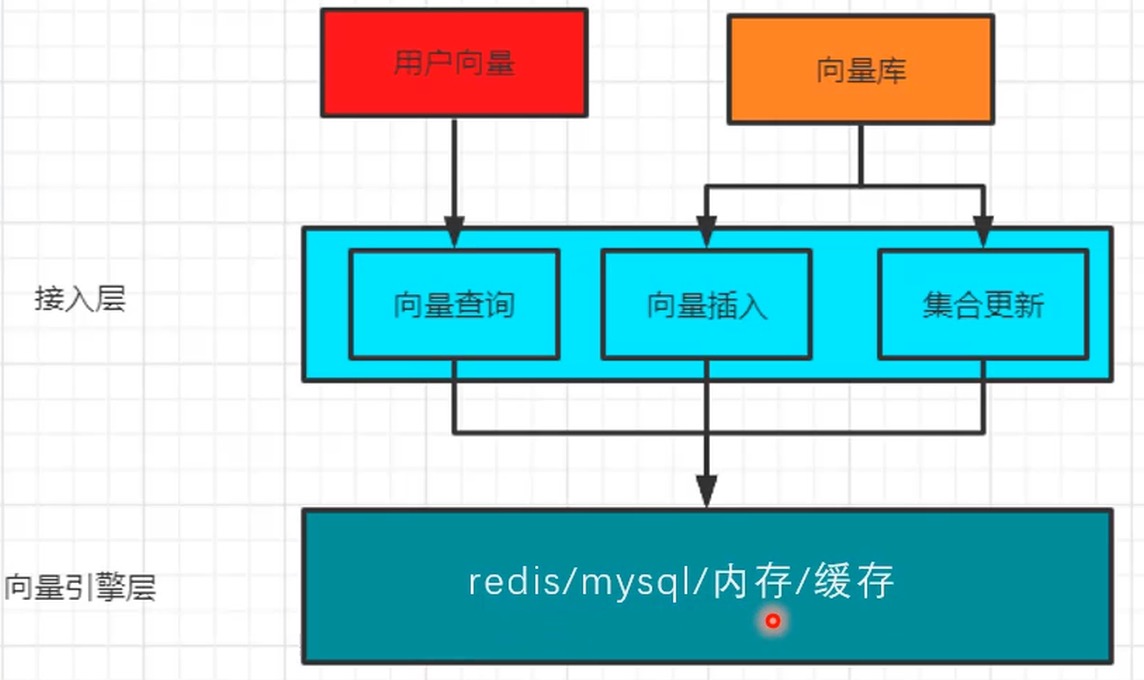 用户向量
向量库
接入层
向量查询
向量插入
集合更新
向量引擎层
redis/mysql/内存/缓存